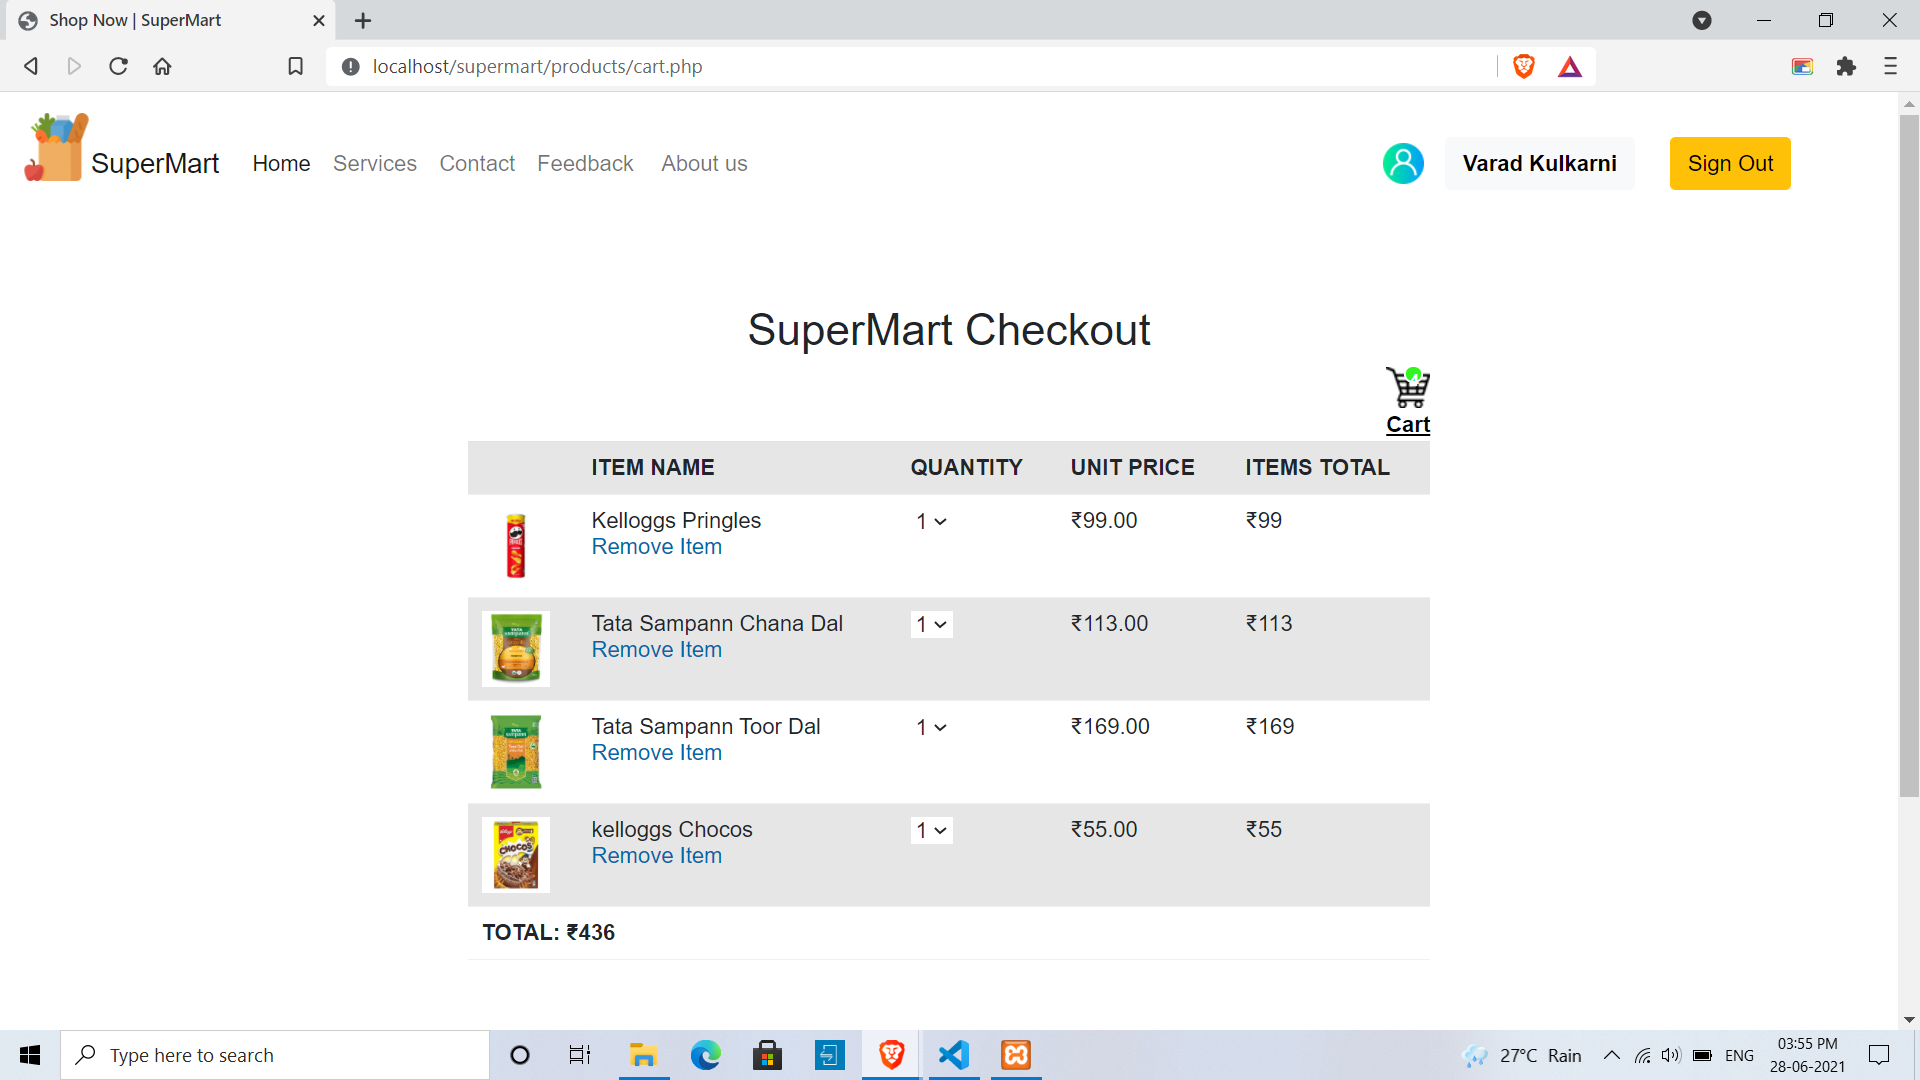 Shop Now | SuperMart
localhost/supermart/products/cart.php
SuperMart Home Services Contact Feedback About us Varad Kulkarni Sign Out
SuperMart Checkout
4
Cart
ITEM NAME QUANTITY UNIT PRICE ITEMS TOTAL
Kelloggs Pringles 1 ₹99.00 ₹99
Remove Item
Tata Sampann Chana Dal 1 ₹113.00 ₹113
Remove Item
Tata Sampann Toor Dal 1 ₹169.00 ₹169
Remove Item
kelloggs Chocos 1 ₹55.00 ₹55
Remove Item
CHOCOS
TOTAL: ₹436
Type here to search
27°C Rain
ENG
03:55 PM
28-06-2021